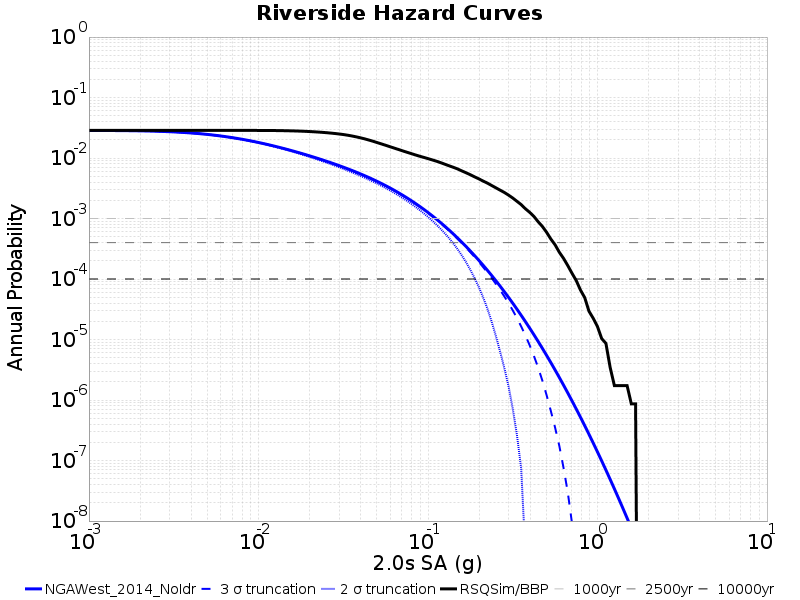 Riverside Hazard Curves
Annual Probability
10^0
10^-1
10^-2
10^-3
10^-4
10^-5
10^-6
10^-7
10^-8
10^-3 10^-2 10^-1 10^0 10^1
2.0s SA (g)
NGAWest_2014_NoIdr 3 σ truncation 2 σ truncation RSQSim/BBP 1000yr 2500yr 10000yr